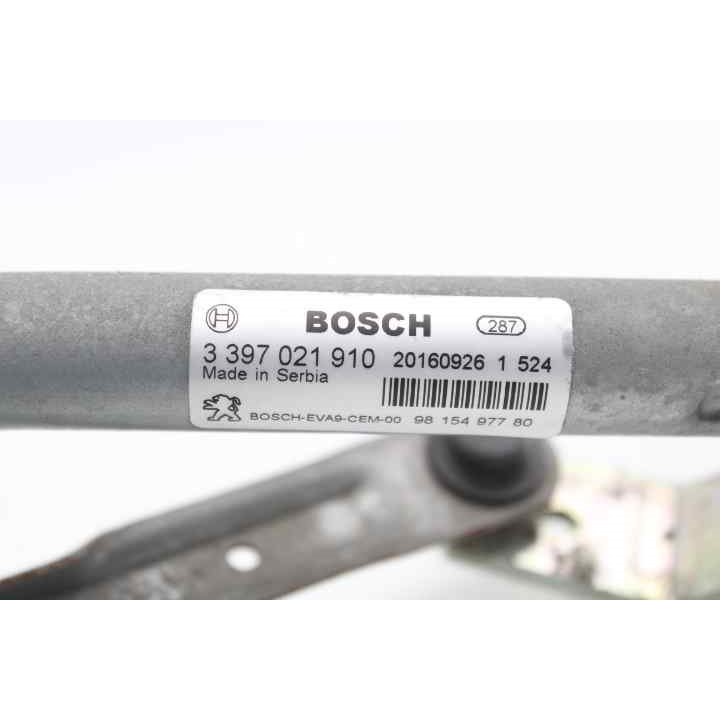 BOSCH 287
3 397 021 910 20160926 1 524
Made in Serbia
BOSCH-EVA9-CEM-00 98 154 977 80